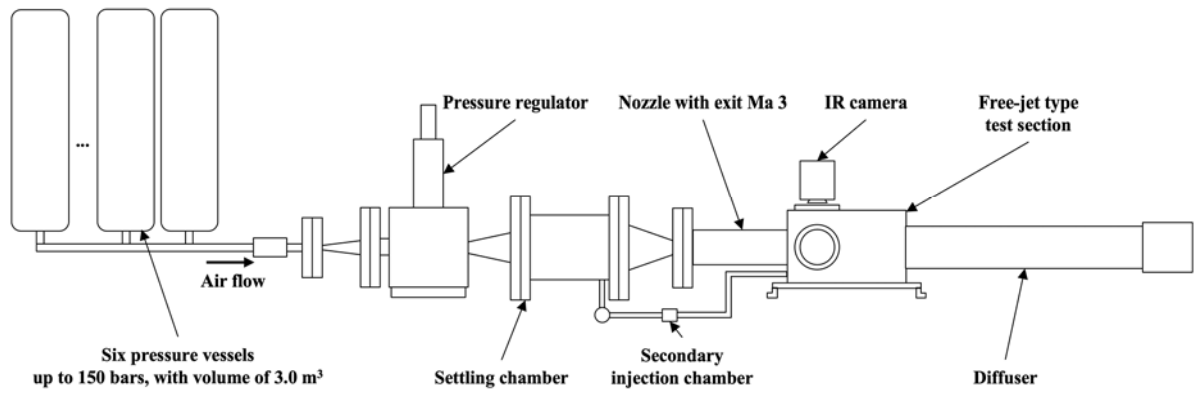 Pressure regulator
Nozzle with exit Ma 3
IR camera
Free-jet type
test section
...
Air flow
Six pressure vessels
up to 150 bars, with volume of 3.0 m³
Settling chamber
Secondary
injection chamber
Diffuser